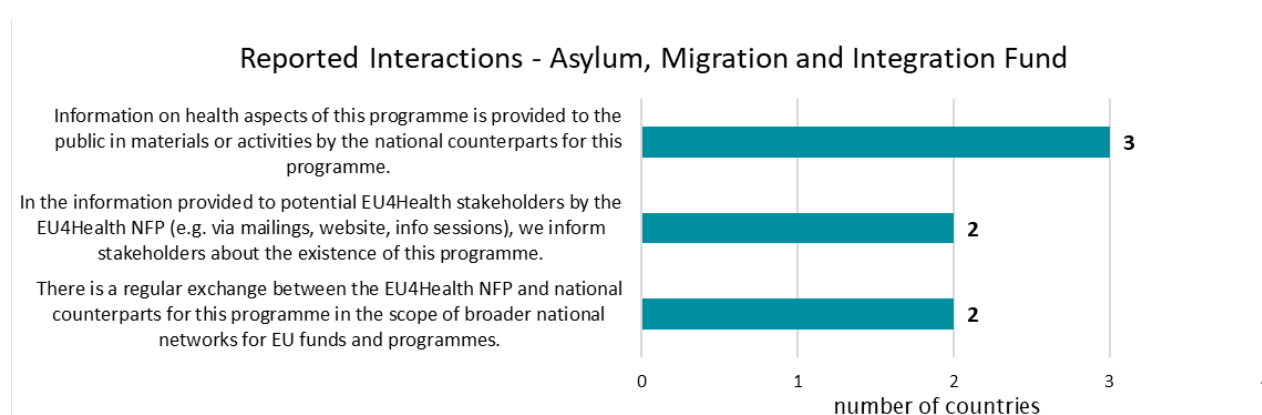 Reported Interactions - Asylum, Migration and Integration Fund
Information on health aspects of this programme is provided to the
public in materials or activities by the national counterparts for this
programme.
3
In the information provided to potential EU4Health stakeholders by the
EU4Health NFP (e.g. via mailings, website, info sessions), we inform
stakeholders about the existence of this programme.
2
There is a regular exchange between the EU4Health NFP and national
counterparts for this programme in the scope of broader national
networks for EU funds and programmes.
2
0 1 2 3
number of countries